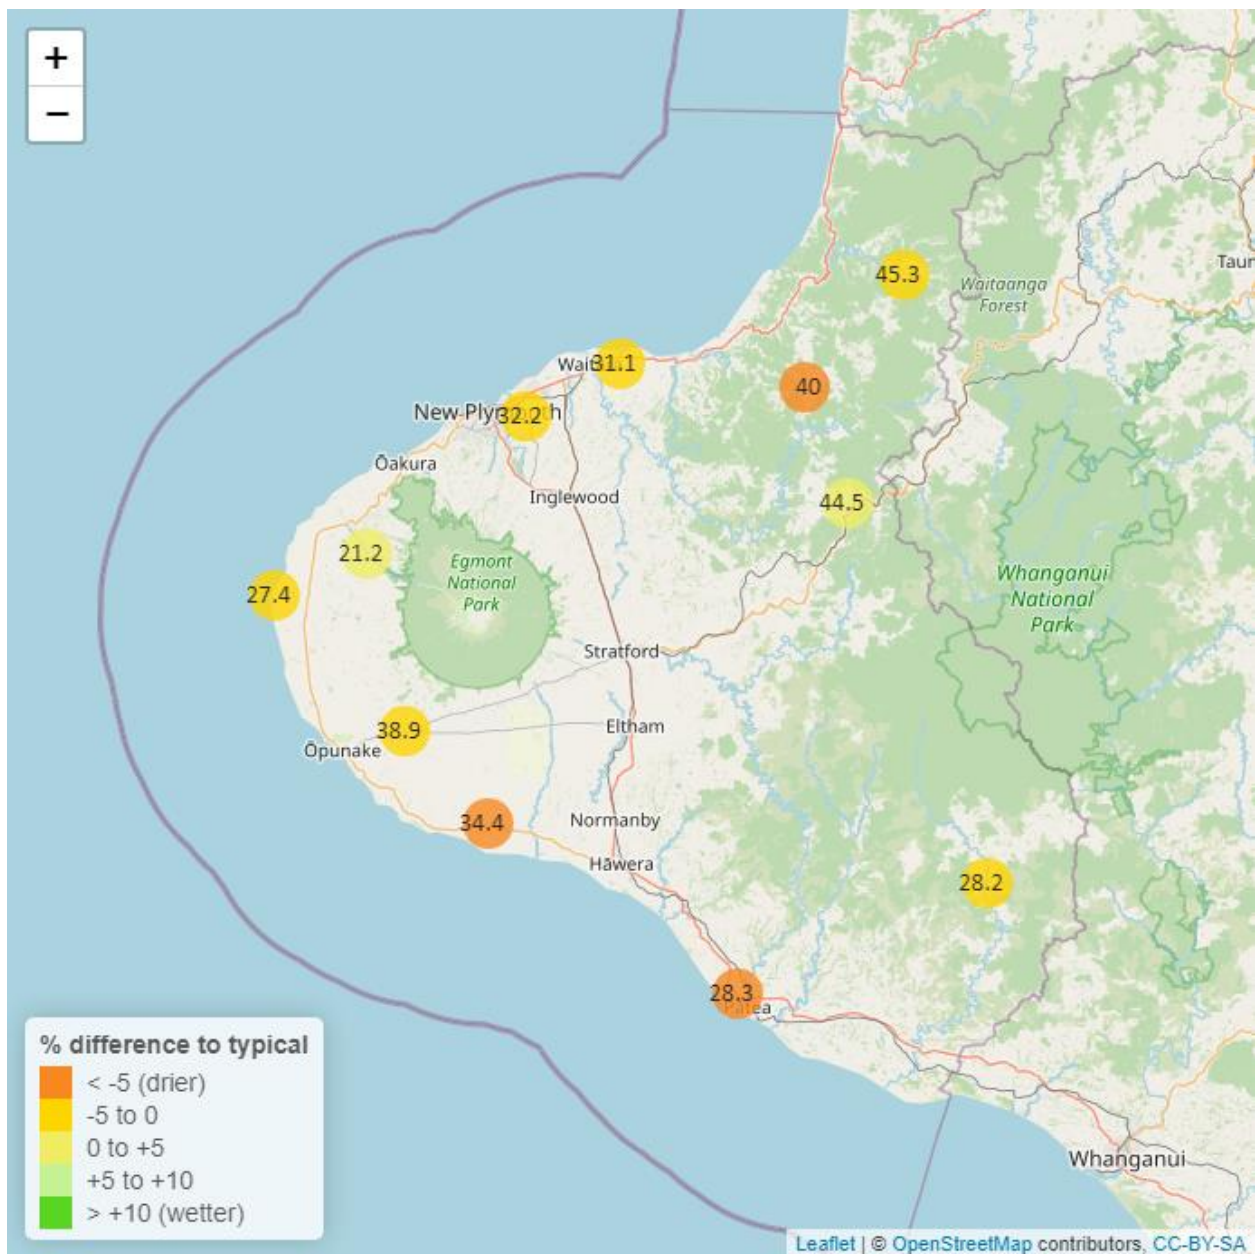 +
−
Taun
45.3
Waitaanga
Forest
31.1
40
New Plymouth
32.2
Ōakura
Inglewood
44.5
21.2
Egmont
National
Park
Whanganui
National
Park
27.4
Stratford
38.9
Eltham
Ōpunake
34.4
Normanby
Hāwera
28.2
28.3
Patea
% difference to typical
< -5 (drier)
-5 to 0
0 to +5
+5 to +10
> +10 (wetter)
Whanganui
Leaflet | © OpenStreetMap contributors, CC-BY-SA